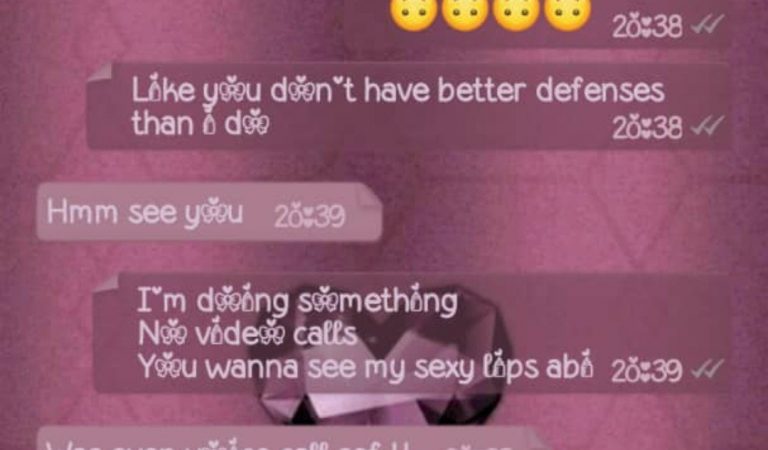 😶😶😶😶 20:38
Like you don't have better defenses
than i do 20:38
Hmm see you 20:39
I'm doing something
No video calls
You wanna see my sexy lips abi 20:39